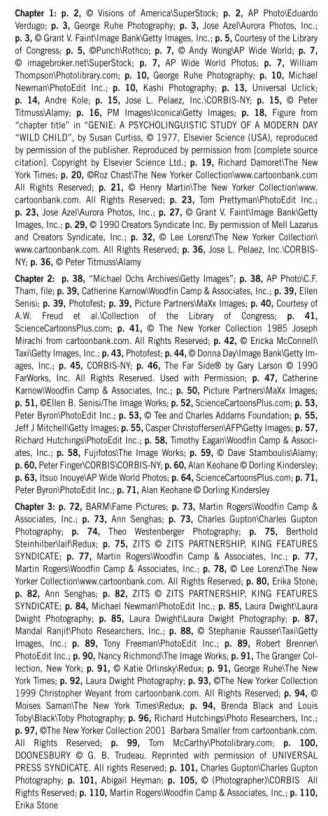 Chapter 1: p. 2, © Visions of America\SuperStock; p. 2, AP Photo\Eduardo
Verdugo; p. 3, George Ruhe Photography; p. 3, Jose Azel\Aurora Photos, Inc.;
p. 3, © Grant V. Faint\Image Bank\Getty Images, Inc.; p. 5, Courtesy of the Library
of Congress; p. 5, ©Punch\Rothco; p. 7, © Andy Wong\AP Wide World; p. 7,
© imagebroker.net\SuperStock; p. 7, AP Wide World Photos; p. 7, William
Thompson\Photolibrary.com; p. 10, George Ruhe Photography; p. 10, Michael
Newman\PhotoEdit Inc.; p. 10, Kashi Photography; p. 13, Universal Uclick;
p. 14, Andre Kole; p. 15, Jose L. Pelaez, Inc.\CORBIS-NY; p. 15, © Peter
Titmuss\Alamy; p. 16, PM Images\Iconica\Getty Images; p. 18, Figure from
"chapter title" in "GENIE: A PSYCHOLINGUISTIC STUDY OF A MODERN DAY
"WILD CHILD", by Susan Curtiss, © 1977, Elsevier Science (USA), reproduced
by permission of the publisher. Reproduced by permission from [complete source
citation]. Copyright by Elsevier Science Ltd.; p. 19, Richard Damoret\The New
York Times; p. 20, ©Roz Chast\The New Yorker Collection\www.cartoonbank.com
All Rights Reserved; p. 21, © Henry Martin\The New Yorker Collection\www.
cartoonbank.com. All Rights Reserved; p. 23, Tom Prettyman\PhotoEdit Inc.;
p. 23, Jose Azel\Aurora Photos, Inc.; p. 27, © Grant V. Faint\Image Bank\Getty
Images, Inc.; p. 29, © 1990 Creators Syndicate Inc. By permission of Mell Lazarus
and Creators Syndicate, Inc.; p. 32, © Lee Lorenz\The New Yorker Collection\
www.cartoonbank.com. All Rights Reserved; p. 36, Jose L. Pelaez, Inc.\CORBIS-
NY; p. 36, © Peter Titmuss\Alamy
Chapter 2: p. 38, "Michael Ochs Archives\Getty Images"; p. 38, AP Photo\C.F.
Tham, file; p. 39, Catherine Karnow\Woodfin Camp & Associates, Inc.; p. 39, Ellen
Senisi; p. 39, Photofest; p. 39, Picture Partners\MaXx Images; p. 40, Courtesy of
A.W. Freud et al.\Collection of the Library of Congress; p. 41,
ScienceCartoonsPlus.com; p. 41, © The New Yorker Collection 1985 Joseph
Mirachi from cartoonbank.com. All Rights Reserved; p. 42, © Ericka McConnell\
Taxi\Getty Images, Inc.; p. 43, Photofest; p. 44, © Donna Day\Image Bank\Getty Im-
ages, Inc.; p. 45, CORBIS-NY; p. 46, The Far Side® by Gary Larson © 1990
FarWorks, Inc. All Rights Reserved. Used with Permission; p. 47, Catherine
Karnow\Woodfin Camp & Associates, Inc.; p. 50, Picture Partners\MaXx Images;
p. 51, ©Ellen B. Senisi\The Image Works; p. 52, ScienceCartoonsPlus.com; p. 53,
Peter Byron\PhotoEdit Inc.; p. 53, © Tee and Charles Addams Foundation; p. 55,
Jeff J Mitchell\Getty Images; p. 55, Casper Christoffersen\AFP\Getty Images; p. 57,
Richard Hutchings\PhotoEdit Inc.; p. 58, Timothy Eagan\Woodfin Camp & Associ-
ates, Inc.; p. 58, Fujifotos\The Image Works; p. 59, © Dave Stamboulis\Alamy;
p. 60, Peter Finger\CORBIS\CORBIS-NY; p. 60, Alan Keohane © Dorling Kindersley;
p. 63, Itsuo Inouye\AP Wide World Photos; p. 64, ScienceCartoonsPlus.com; p. 71,
Peter Byron\PhotoEdit Inc.; p. 71, Alan Keohane © Dorling Kindersley
Chapter 3: p. 72, BARM\Fame Pictures; p. 73, Martin Rogers\Woodfin Camp &
Associates, Inc.; p. 73, Ann Senghas; p. 73, Charles Gupton\Charles Gupton
Photography; p. 74, Theo Westenberger Photography; p. 75, Berthold
Steinhilber\laif\Redux; p. 75, ZITS © ZITS PARTNERSHIP, KING FEATURES
SYNDICATE; p. 77, Martin Rogers\Woodfin Camp & Associates, Inc.; p. 77,
Martin Rogers\Woodfin Camp & Associates, Inc.; p. 78, © Lee Lorenz\The New
Yorker Collection\www.cartoonbank.com. All Rights Reserved; p. 80, Erika Stone;
p. 82, Ann Senghas; p. 82, ZITS © ZITS PARTNERSHIP, KING FEATURES
SYNDICATE; p. 84, Michael Newman\PhotoEdit Inc.; p. 85, Laura Dwight\Laura
Dwight Photography; p. 85, Laura Dwight\Laura Dwight Photography; p. 87,
Mandal Ranjit\Photo Researchers, Inc.; p. 88, © Stephanie Rausser\Taxi\Getty
Images, Inc.; p. 89, Tony Freeman\PhotoEdit Inc.; p. 89, Robert Brenner\
PhotoEdit Inc.; p. 90, Nancy Richmond\The Image Works; p. 91, The Granger Col-
lection, New York; p. 91, © Katie Orlinsky\Redux; p. 91, George Ruhe\The New
York Times; p. 92, Laura Dwight Photography; p. 93, ©The New Yorker Collection
1999 Christopher Weyant from cartoonbank.com. All Rights Reserved; p. 94, ©
Moises Saman\The New York Times\Redux; p. 94, Brenda Black and Louis
Toby\Black\Toby Photography; p. 96, Richard Hutchings\Photo Researchers, Inc.;
p. 97, ©The New Yorker Collection 2001 Barbara Smaller from cartoonbank.com.
All Rights Reserved; p. 99, Tom McCarthy\Photolibrary.com; p. 100,
DOONESBURY © G. B. Trudeau. Reprinted with permission of UNIVERSAL
PRESS SYNDICATE. All rights Reserved; p. 101, Charles Gupton\Charles Gupton
Photography; p. 101, Abigail Heyman; p. 105, © (Photographer)\CORBIS All
Rights Reserved; p. 110, Martin Rogers\Woodfin Camp & Associates, Inc.; p. 110,
Erika Stone